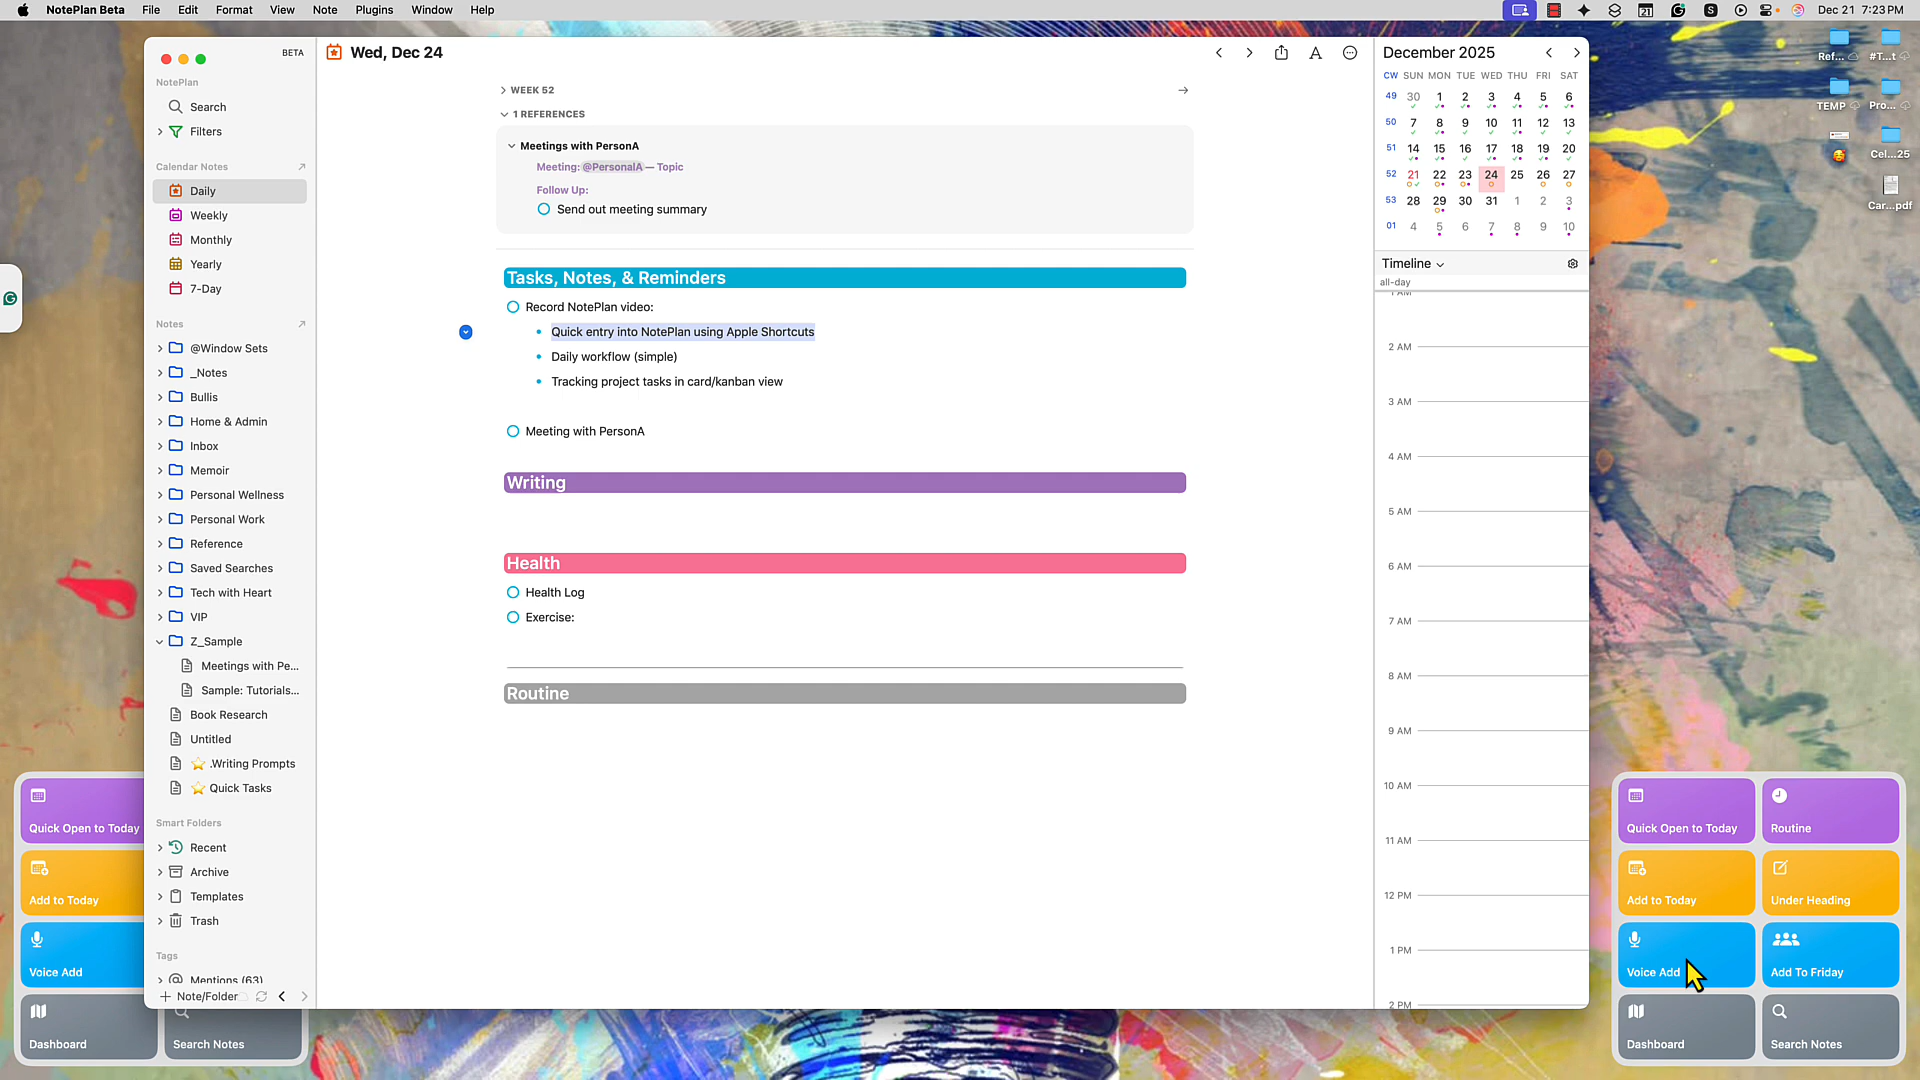 NotePlan Beta File Edit Format View Note Plugins Window Help
21 S Dec 21 7:23 PM
BETA
NotePlan
Search
Filters
Calendar Notes
Daily
Weekly
Monthly
Yearly
7-Day
Notes
@Window Sets
_Notes
Bullis
Home & Admin
Inbox
Memoir
Personal Wellness
Personal Work
Reference
Saved Searches
Tech with Heart
VIP
Z_Sample
Meetings with Pe...
Sample: Tutorials...
Book Research
Untitled
.Writing Prompts
Quick Tasks
Smart Folders
Recent
Archive
Templates
Trash
Tags
Mentions (63)
Note/Folder
Wed, Dec 24
WEEK 52
1 REFERENCES
Meetings with PersonA
Meeting: @PersonalA — Topic
Follow Up:
Send out meeting summary
Tasks, Notes, & Reminders
Record NotePlan video:
Quick entry into NotePlan using Apple Shortcuts
Daily workflow (simple)
Tracking project tasks in card/kanban view
Meeting with PersonA
Writing
Health
Health Log
Exercise:
Routine
December 2025
CW SUN MON TUE WED THU FRI SAT
49 30 1 2 3 4 5 6
50 7 8 9 10 11 12 13
51 14 15 16 17 18 19 20
52 21 22 23 24 25 26 27
53 28 29 30 31 1 2 3
01 4 5 6 7 8 9 10
Timeline
all-day
1 AM
2 AM
3 AM
4 AM
5 AM
6 AM
7 AM
8 AM
9 AM
10 AM
11 AM
12 PM
1 PM
2 PM
Ref... #T...t
TEMP Pro...
Cel...25
Car...pdf
Quick Open to Today
Add to Today
Voice Add
Dashboard
Search Notes
Quick Open to Today
Routine
Add to Today
Under Heading
Voice Add
Add To Friday
Dashboard
Search Notes